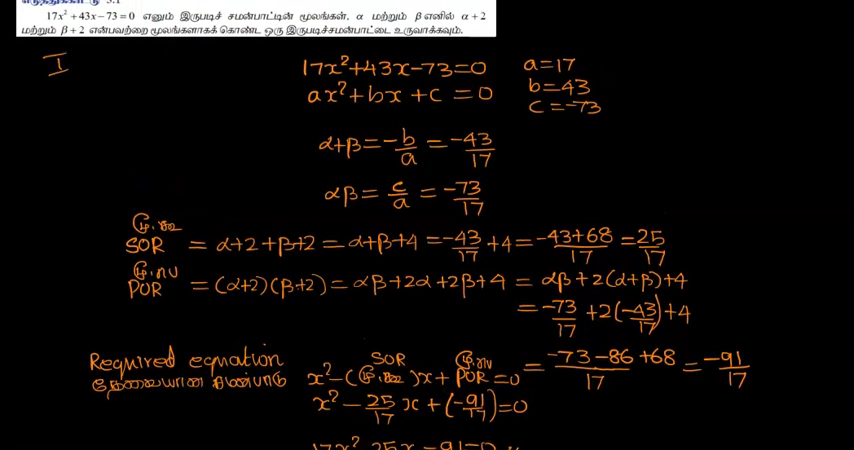 17x² + 43x − 73 = 0 எனும் இருபடிச் சமன்பாட்டின் மூலங்கள், α மற்றும் β எனில் α + 2
மற்றும் β + 2 என்பவற்றை மூலங்களாகக் கொண்ட ஒரு இருபடிச்சமன்பாட்டை உருவாக்கவும்.
I 17x²+43x−73=0 a=17
ax²+bx+c=0 b=43
c=−73
α+β = −b/a = −43/17
αβ = c/a = −73/17
மூ.கூ
SOR = α+2+β+2 = α+β+4 = −43/17 + 4 = −43+68/17 = 25/17
மூ.பெ
POR = (α+2)(β+2) = αβ+2α+2β+4 = αβ+2(α+β)+4
= −73/17 + 2(−43/17) + 4
= −73−86+68/17 = −91/17
Required equation SOR
தேவையான x²−(மூ.கூ)x + POR = 0
x² − 25/17 x + (−91/17) = 0